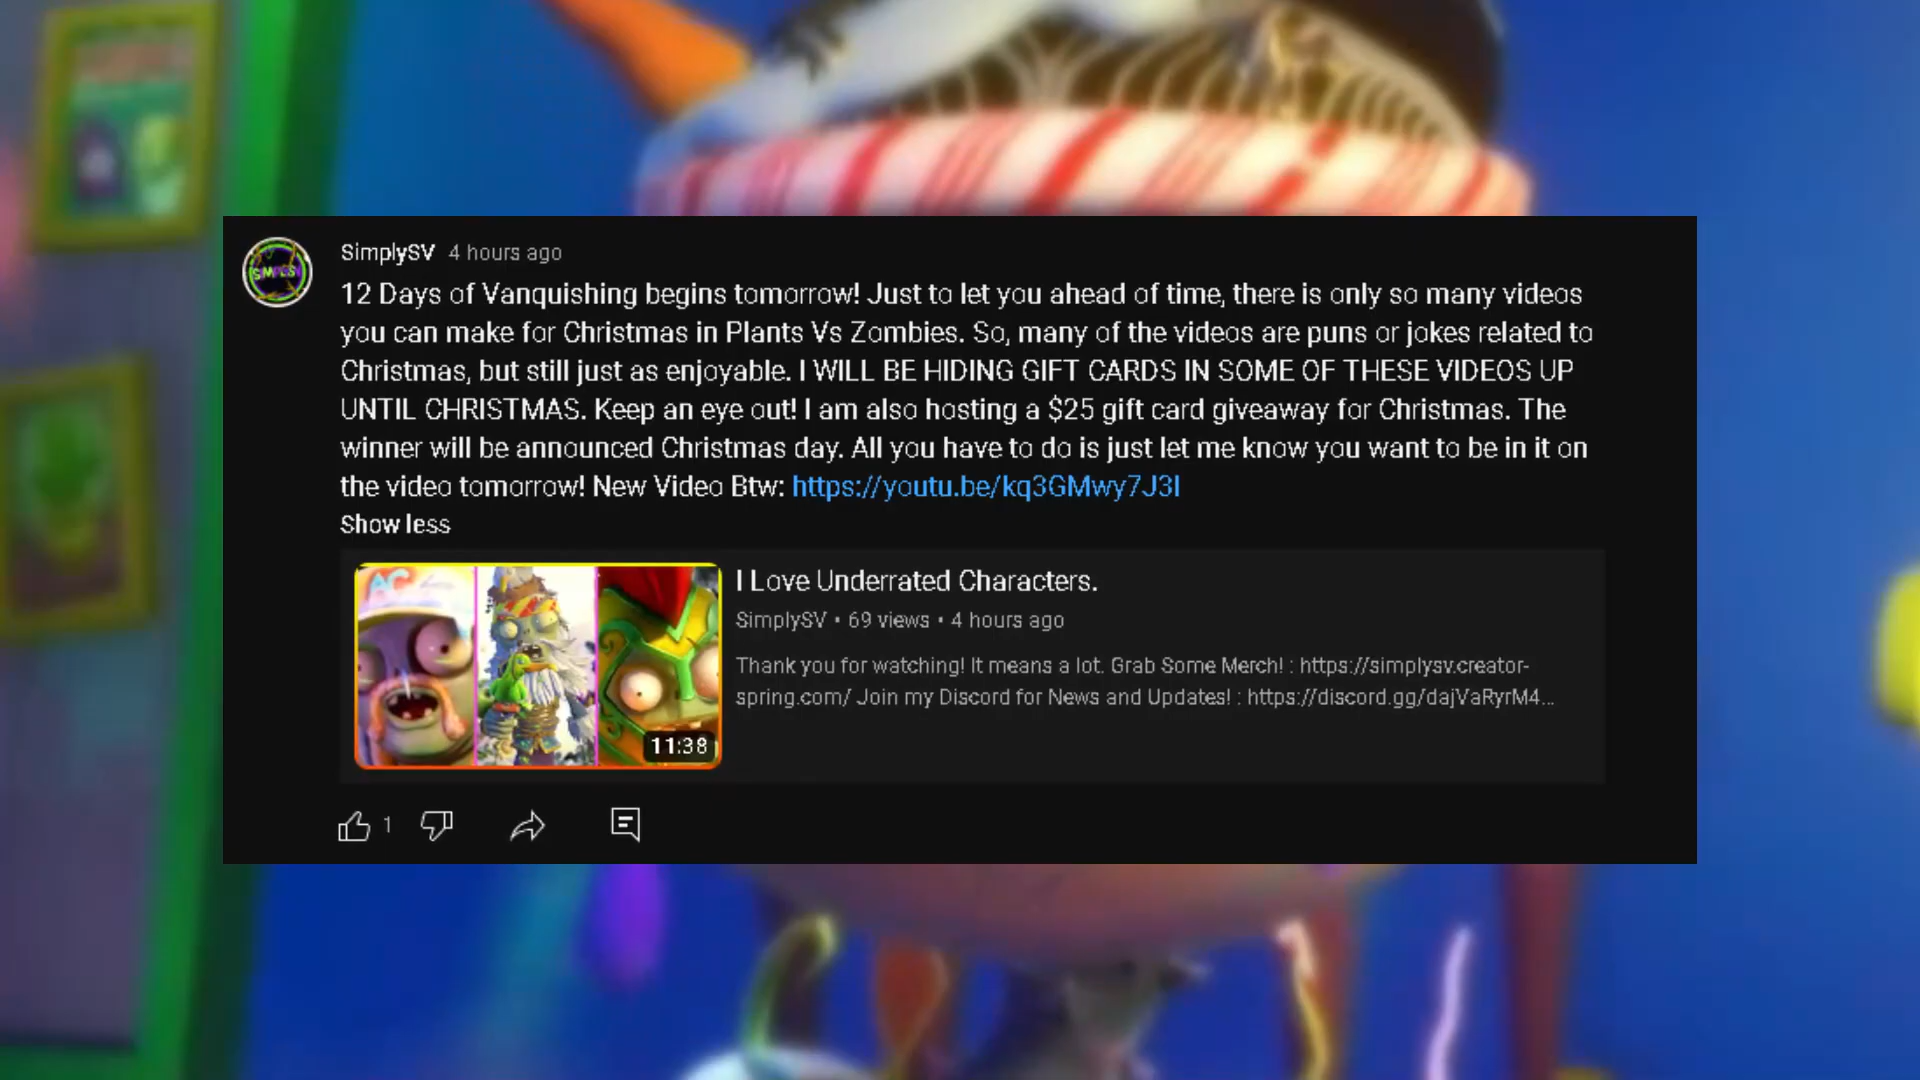 SimplySV 4 hours ago
12 Days of Vanquishing begins tomorrow! Just to let you ahead of time, there is only so many videos
you can make for Christmas in Plants Vs Zombies. So, many of the videos are puns or jokes related to
Christmas, but still just as enjoyable. I WILL BE HIDING GIFT CARDS IN SOME OF THESE VIDEOS UP
UNTIL CHRISTMAS. Keep an eye out! I am also hosting a $25 gift card giveaway for Christmas. The
winner will be announced Christmas day. All you have to do is just let me know you want to be in it on
the video tomorrow! New Video Btw: https://youtu.be/kq3GMwy7J3I
Show less
AC
11:38
I Love Underrated Characters.
SimplySV • 69 views • 4 hours ago
Thank you for watching! It means a lot. Grab Some Merch! : https://simplysv.creator-
spring.com/ Join my Discord for News and Updates! : https://discord.gg/dajVaRyrM4...
1